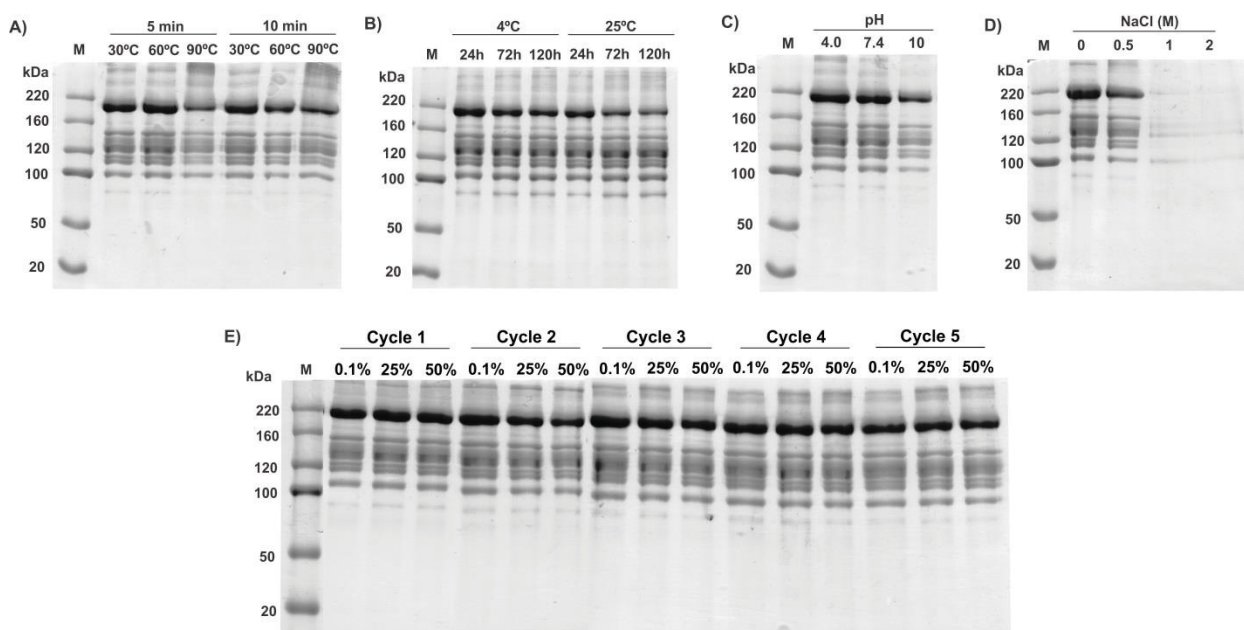 A)
5 min 10 min
M 30ºC 60ºC 90ºC 30ºC 60ºC 90ºC
kDa
220
160
120
100
50
20
B)
4ºC 25ºC
M 24h 72h 120h 24h 72h 120h
kDa
220
160
120
100
50
20
C)
pH
M 4.0 7.4 10
kDa
220
160
120
100
50
20
D)
NaCl (M)
M 0 0.5 1 2
kDa
220
160
120
100
50
20
E)
Cycle 1 Cycle 2 Cycle 3 Cycle 4 Cycle 5
M 0.1% 25% 50% 0.1% 25% 50% 0.1% 25% 50% 0.1% 25% 50% 0.1% 25% 50%
kDa
220
160
120
100
50
20